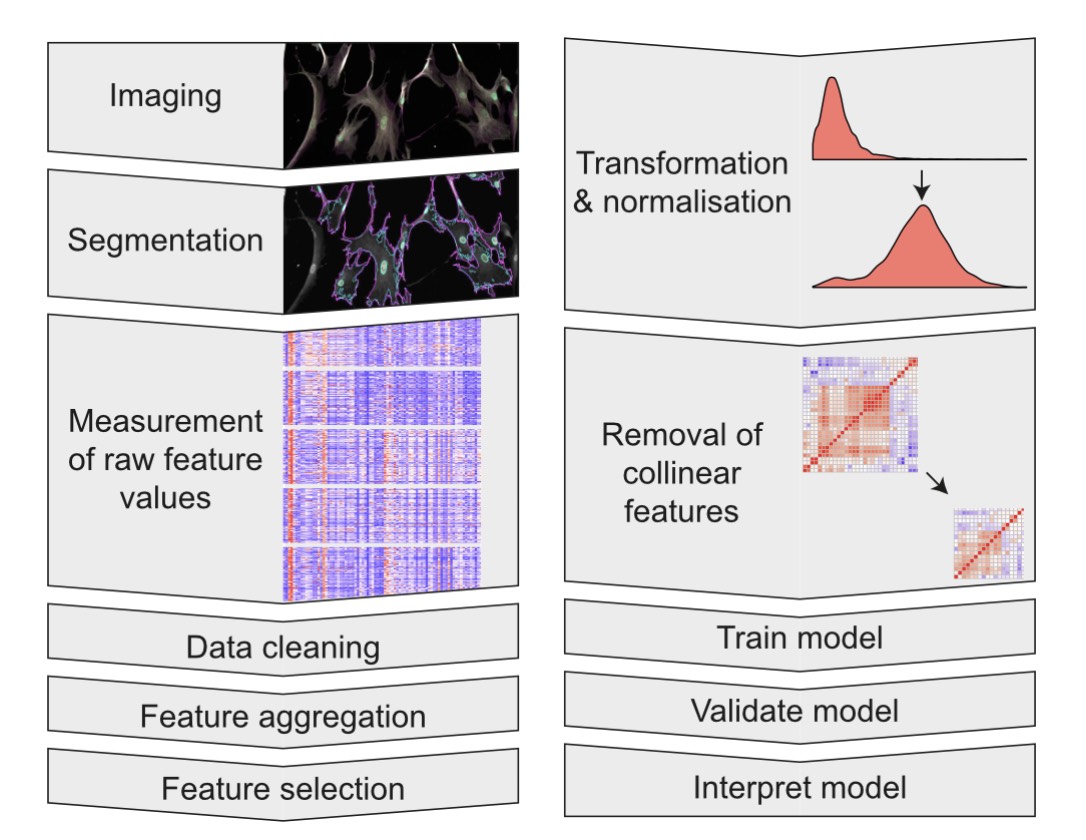 Imaging
Segmentation
Measurement
of raw feature
values
Data cleaning
Feature aggregation
Feature selection
Transformation
& normalisation
Removal of
collinear
features
Train model
Validate model
Interpret model